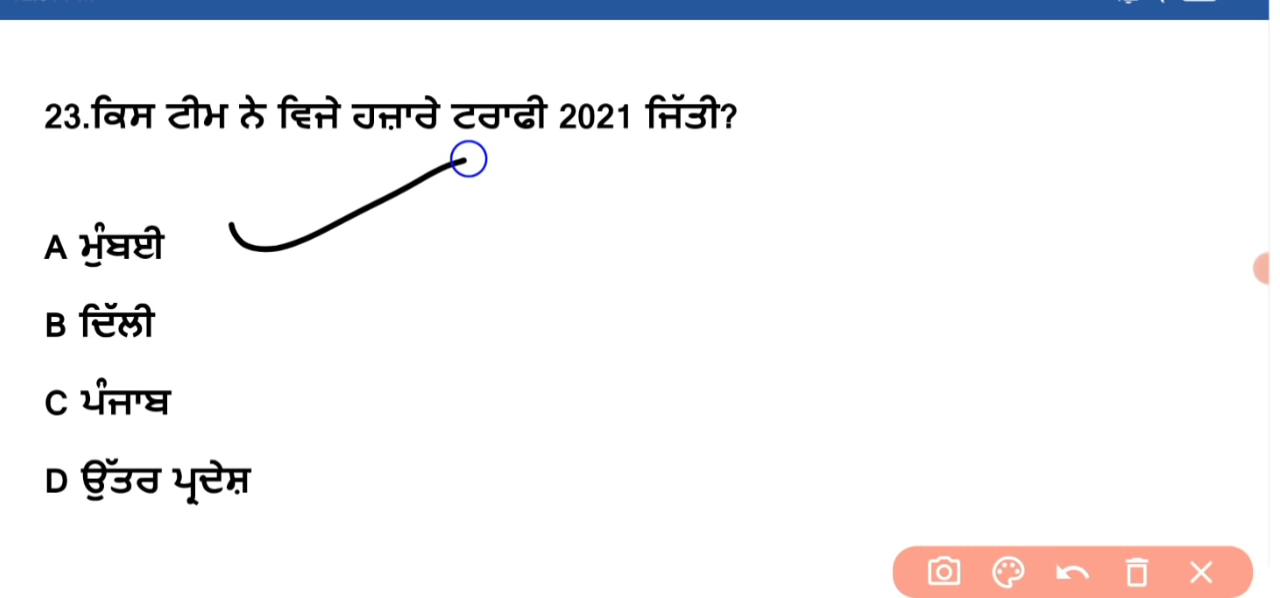 23.ਕਿਸ ਟੀਮ ਨੇ ਵਿਜੇ ਹਜ਼ਾਰੇ ਟਰਾਫੀ 2021 ਜਿੱਤੀ?
A ਮੁੰਬਈ
B ਦਿੱਲੀ
C ਪੰਜਾਬ
D ਉੱਤਰ ਪ੍ਰਦੇਸ਼